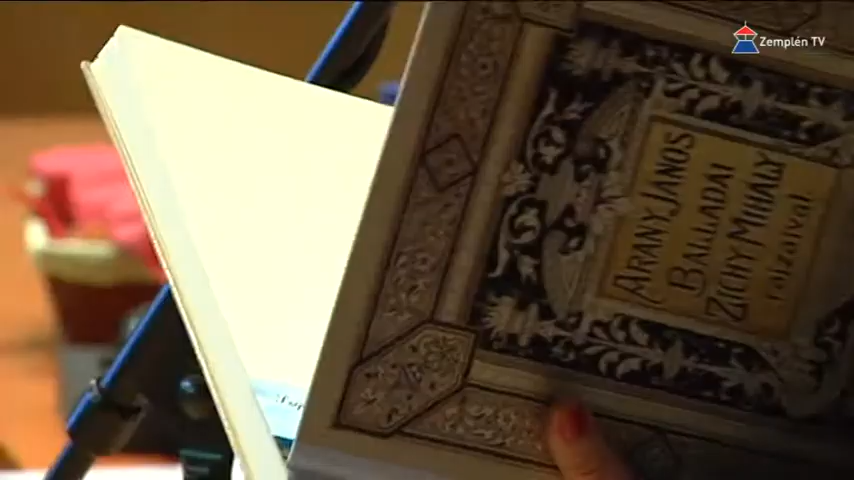 Zemplén TV
ARANY JÁNOS
BALLADAI
ZICHY MIHÁLY
rajzaival